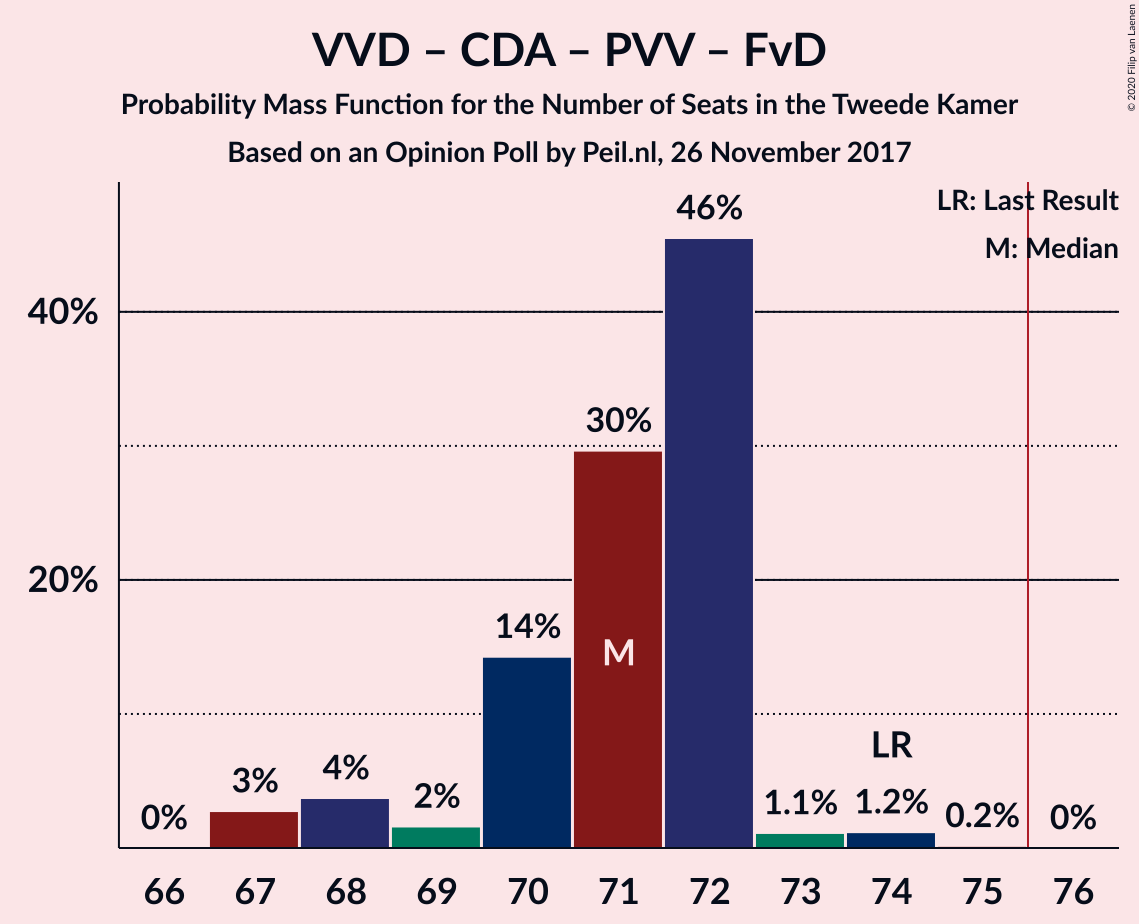 VVD – CDA – PVV – FvD
Probability Mass Function for the Number of Seats in the Tweede Kamer
Based on an Opinion Poll by Peil.nl, 26 November 2017
© 2020 Filip van Laenen
LR: Last Result
M: Median
46%
40%
30%
20%
14%
M
LR
0%
3%
4%
2%
1.1%
1.2%
0.2%
0%
66 67 68 69 70 71 72 73 74 75 76